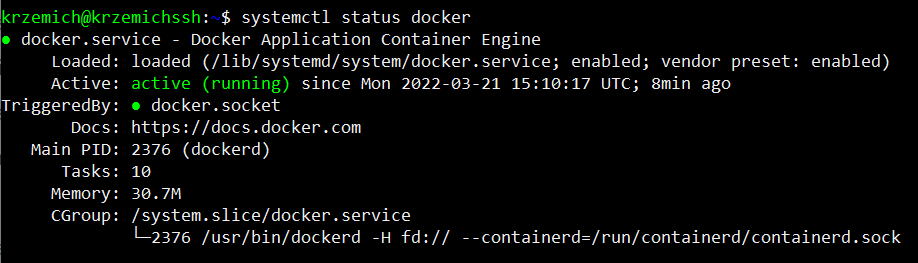 krzemich@krzemichssh:~$ systemctl status docker
● docker.service - Docker Application Container Engine
     Loaded: loaded (/lib/systemd/system/docker.service; enabled; vendor preset: enabled)
     Active: active (running) since Mon 2022-03-21 15:10:17 UTC; 8min ago
TriggeredBy: ● docker.socket
       Docs: https://docs.docker.com
   Main PID: 2376 (dockerd)
      Tasks: 10
     Memory: 30.7M
     CGroup: /system.slice/docker.service
             └─2376 /usr/bin/dockerd -H fd:// --containerd=/run/containerd/containerd.sock